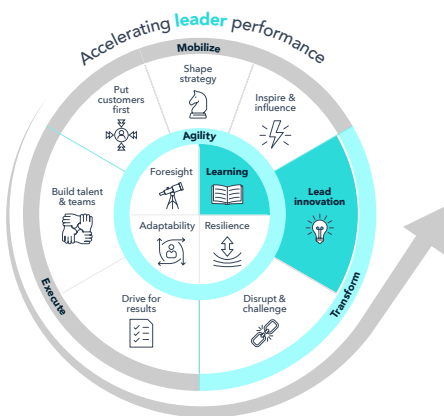 Accelerating leader performance
Mobilize
Shape
strategy
Put
customers
first
Inspire &
influence
Agility
Foresight
Learning
Build talent
& teams
Lead
innovation
Adaptability
Resilience
Execute
Drive for
results
Disrupt &
challenge
Transform